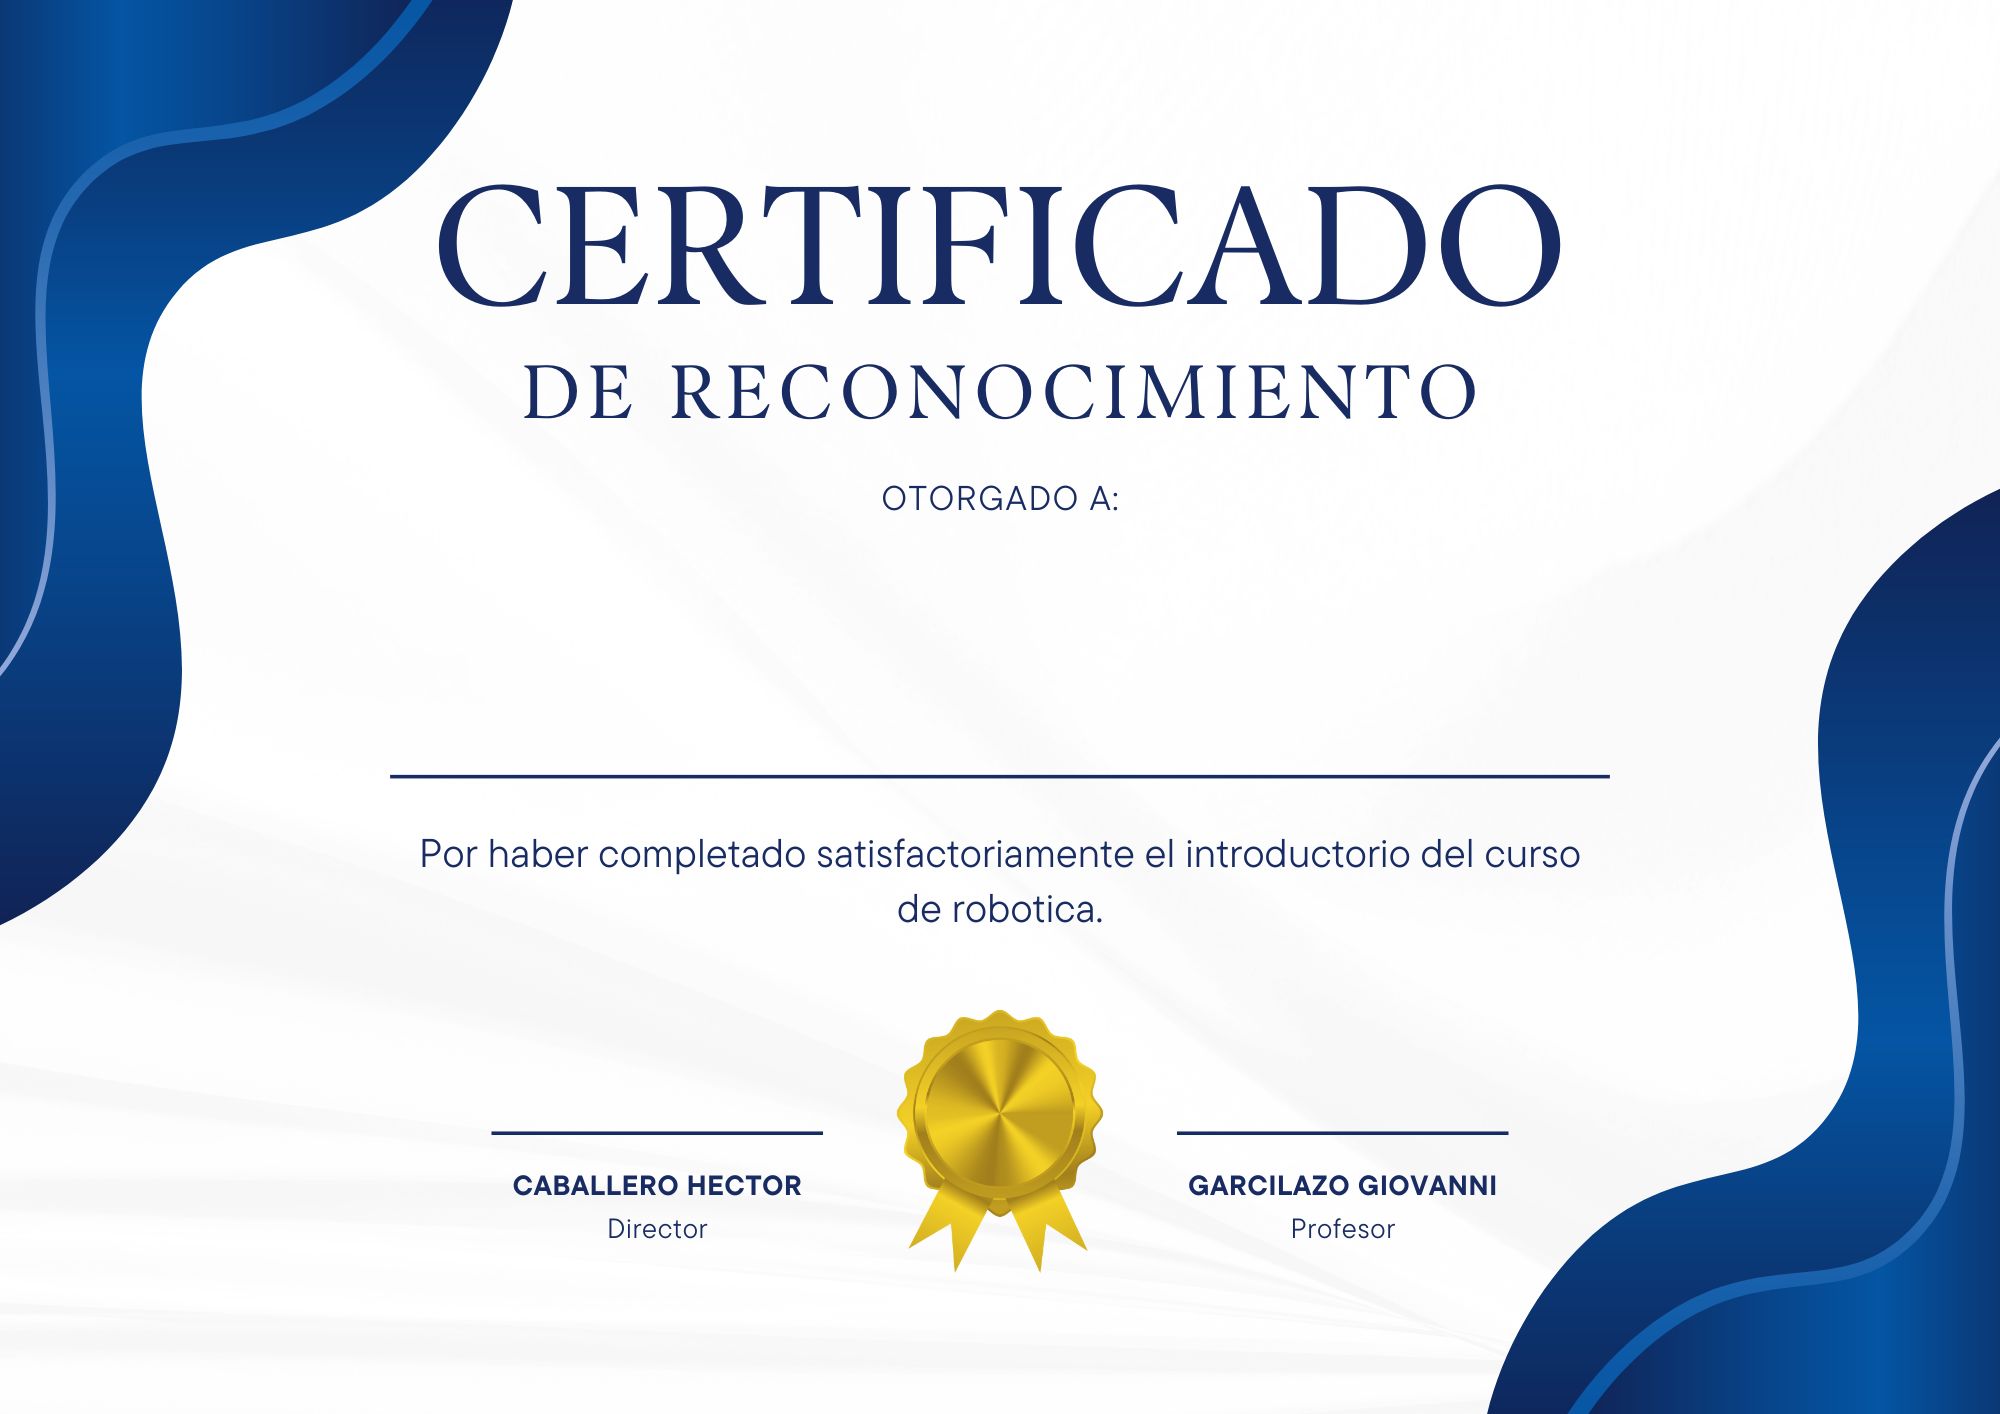 CERTIFICADO
DE RECONOCIMIENTO
OTORGADO A:
Por haber completado satisfactoriamente el introductorio del curso
de robotica.
CABALLERO HECTOR
Director
GARCILAZO GIOVANNI
Profesor